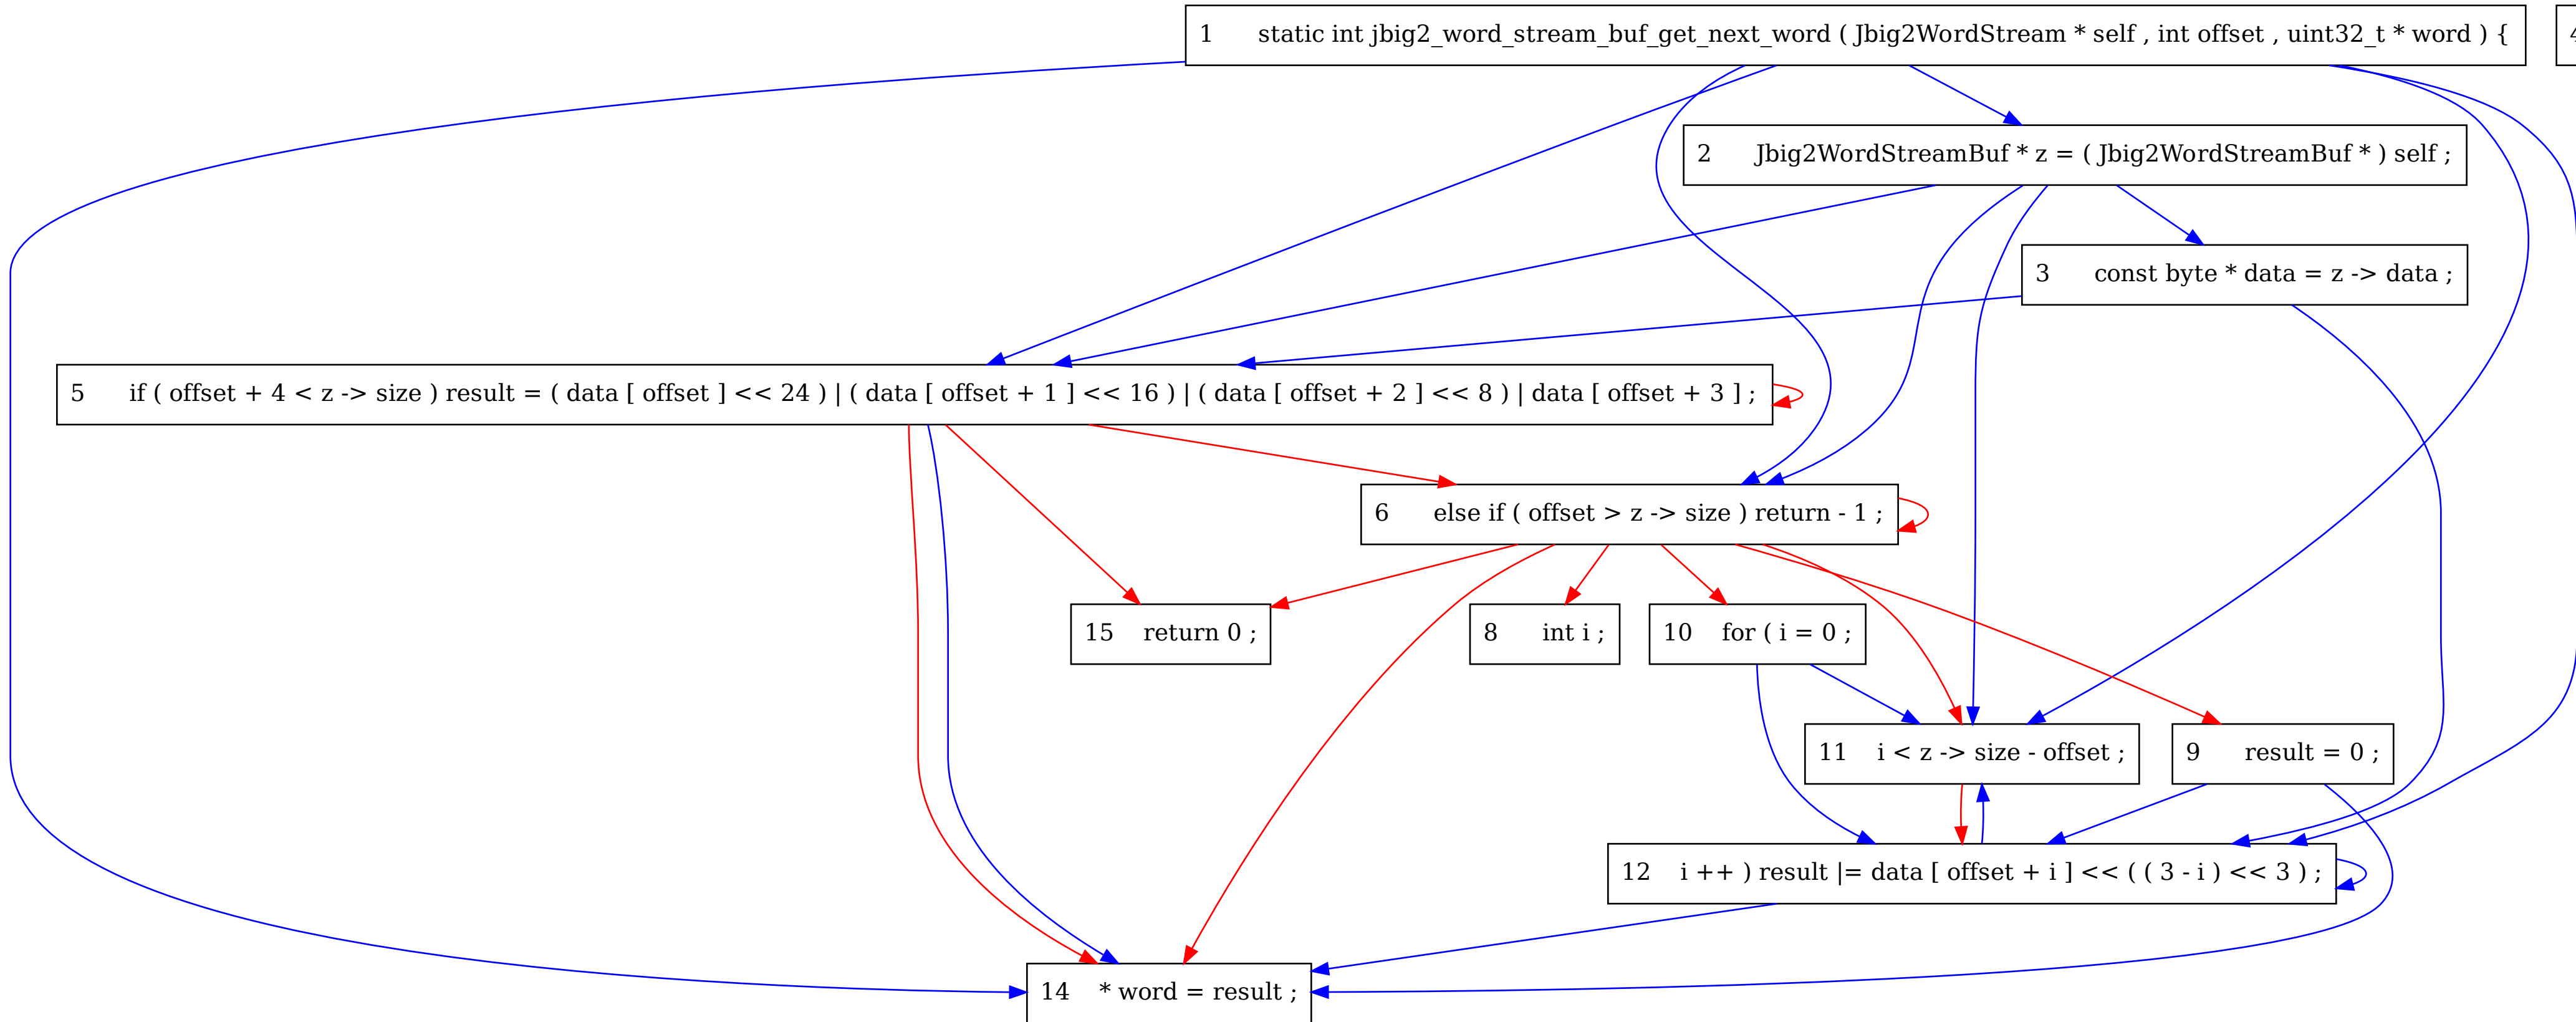 1 static int jbig2_word_stream_buf_get_next_word ( Jbig2WordStream * self , int offset , uint32_t * word ) {
4
2 Jbig2WordStreamBuf * z = ( Jbig2WordStreamBuf * ) self ;
3 const byte * data = z -> data ;
5 if ( offset + 4 < z -> size ) result = ( data [ offset ] << 24 ) | ( data [ offset + 1 ] << 16 ) | ( data [ offset + 2 ] << 8 ) | data [ offset + 3 ] ;
6 else if ( offset > z -> size ) return - 1 ;
15 return 0 ;
8 int i ;
10 for ( i = 0 ;
11 i < z -> size - offset ;
9 result = 0 ;
12 i ++ ) result |= data [ offset + i ] << ( ( 3 - i ) << 3 ) ;
14 * word = result ;